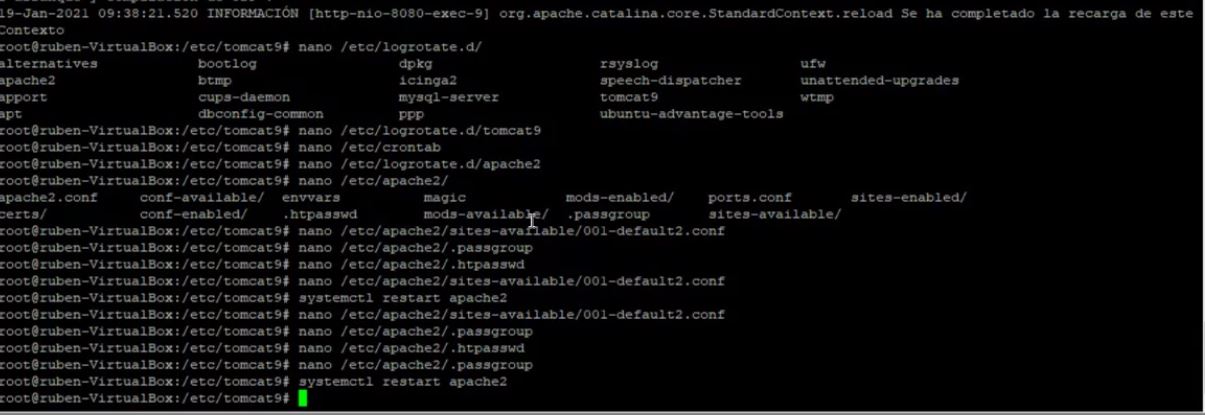 19-Jan-2021 09:38:21.520 INFORMACIÓN [http-nio-8080-exec-9] org.apache.catalina.core.StandardContext.reload Se ha completado la recarga de este
Contexto
root@ruben-VirtualBox:/etc/tomcat9# nano /etc/logrotate.d/
alternatives bootlog dpkg rsyslog ufw
apache2 btmp icinga2 speech-dispatcher unattended-upgrades
apport cups-daemon mysql-server tomcat9 wtmp
apt dbconfig-common ppp ubuntu-advantage-tools
root@ruben-VirtualBox:/etc/tomcat9# nano /etc/logrotate.d/tomcat9
root@ruben-VirtualBox:/etc/tomcat9# nano /etc/crontab
root@ruben-VirtualBox:/etc/tomcat9# nano /etc/logrotate.d/apache2
root@ruben-VirtualBox:/etc/tomcat9# nano /etc/apache2/
apache2.conf conf-available/ envvars magic mods-enabled/ ports.conf sites-enabled/
certs/ conf-enabled/ .htpasswd mods-available/ .passgroup sites-available/
root@ruben-VirtualBox:/etc/tomcat9# nano /etc/apache2/sites-available/001-default2.conf
root@ruben-VirtualBox:/etc/tomcat9# nano /etc/apache2/.passgroup
root@ruben-VirtualBox:/etc/tomcat9# nano /etc/apache2/.htpasswd
root@ruben-VirtualBox:/etc/tomcat9# nano /etc/apache2/sites-available/001-default2.conf
root@ruben-VirtualBox:/etc/tomcat9# systemctl restart apache2
root@ruben-VirtualBox:/etc/tomcat9# nano /etc/apache2/sites-available/001-default2.conf
root@ruben-VirtualBox:/etc/tomcat9# nano /etc/apache2/.passgroup
root@ruben-VirtualBox:/etc/tomcat9# nano /etc/apache2/.htpasswd
root@ruben-VirtualBox:/etc/tomcat9# nano /etc/apache2/.passgroup
root@ruben-VirtualBox:/etc/tomcat9# systemctl restart apache2
root@ruben-VirtualBox:/etc/tomcat9#